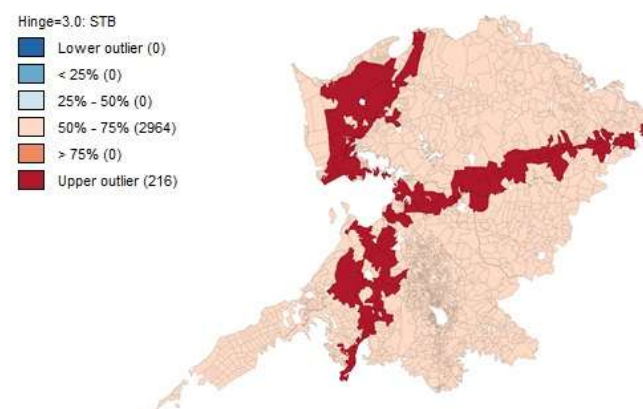 Hinge=3.0: STB
Lower outlier (0)
< 25% (0)
25% - 50% (0)
50% - 75% (2964)
> 75% (0)
Upper outlier (216)